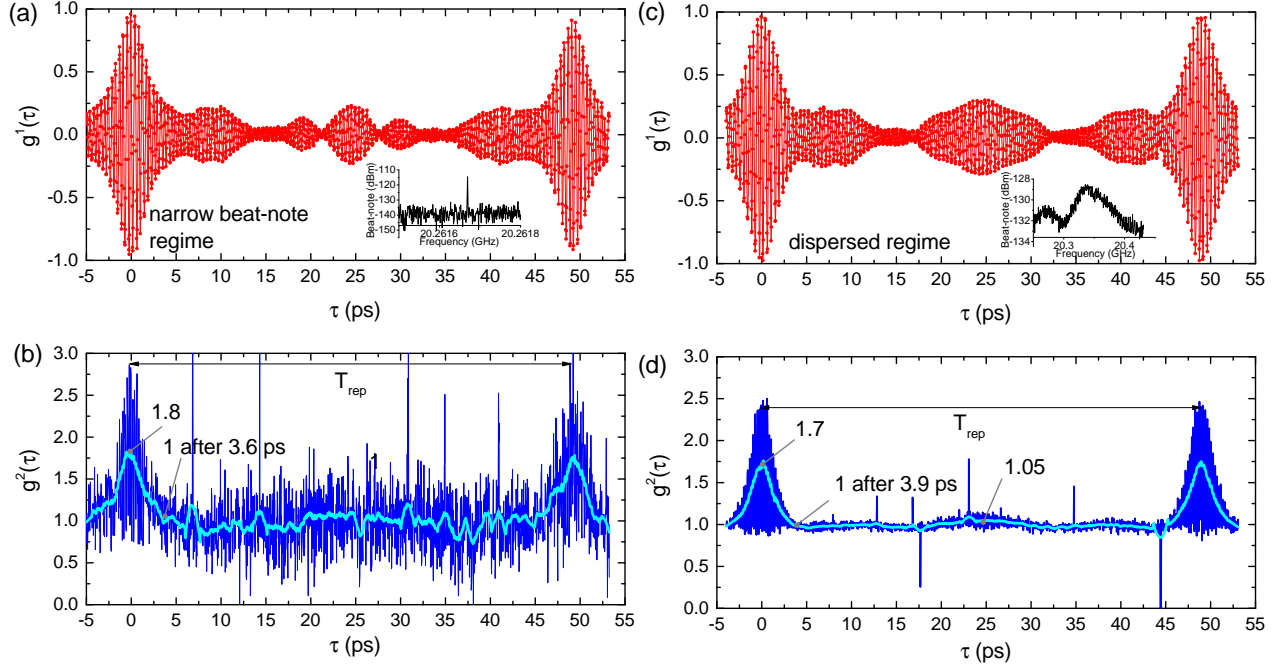 (a)
1.0
0.5
0.0
-0.5
-1.0
g¹(τ)
narrow beat-note
regime
-110
-120
-130
-140
-150
Beat-note (dBm)
20.2616 20.2618
Frequency (GHz)
-5 0 5 10 15 20 25 30 35 40 45 50 55
τ (ps)
(c)
1.0
0.5
0.0
-0.5
-1.0
g¹(τ)
dispersed regime
-128
-130
-132
-134
Beat-note (dBm)
20.3 20.4
Frequency (GHz)
-5 0 5 10 15 20 25 30 35 40 45 50 55
τ (ps)
(b)
3.0
2.5
2.0
1.5
1.0
0.5
0.0
g²(τ)
T_rep
1.8
1 after 3.6 ps
1
-5 0 5 10 15 20 25 30 35 40 45 50 55
τ (ps)
(d)
3.0
2.5
2.0
1.5
1.0
0.5
0.0
g²(τ)
T_rep
1.7
1 after 3.9 ps
1.05
-5 0 5 10 15 20 25 30 35 40 45 50 55
τ (ps)